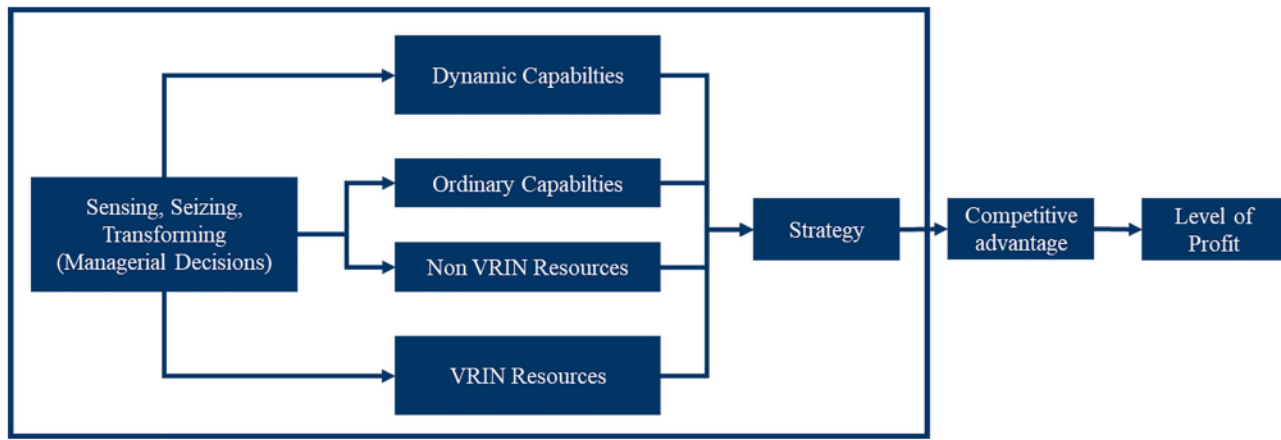 Dynamic Capabilties
Sensing, Seizing,
Transforming
(Managerial Decisions)
Ordinary Capabilties
Non VRIN Resources
VRIN Resources
Strategy
Competitive
advantage
Level of
Profit